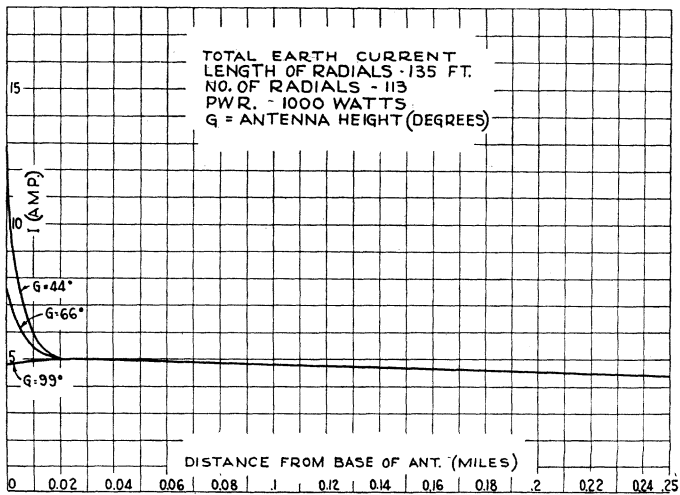 TOTAL EARTH CURRENT
LENGTH OF RADIALS - 135 FT.
NO. OF RADIALS - 113
PWR. - 1000 WATTS
G = ANTENNA HEIGHT (DEGREES)
15
I (AMP)
10
G=44°
G=66°
5
G=99°
DISTANCE FROM BASE OF ANT. (MILES)
0 0.02 0.04 0.06 0.08 .1 0.12 0.14 0.16 0.18 .2 0.22 0.24 .25